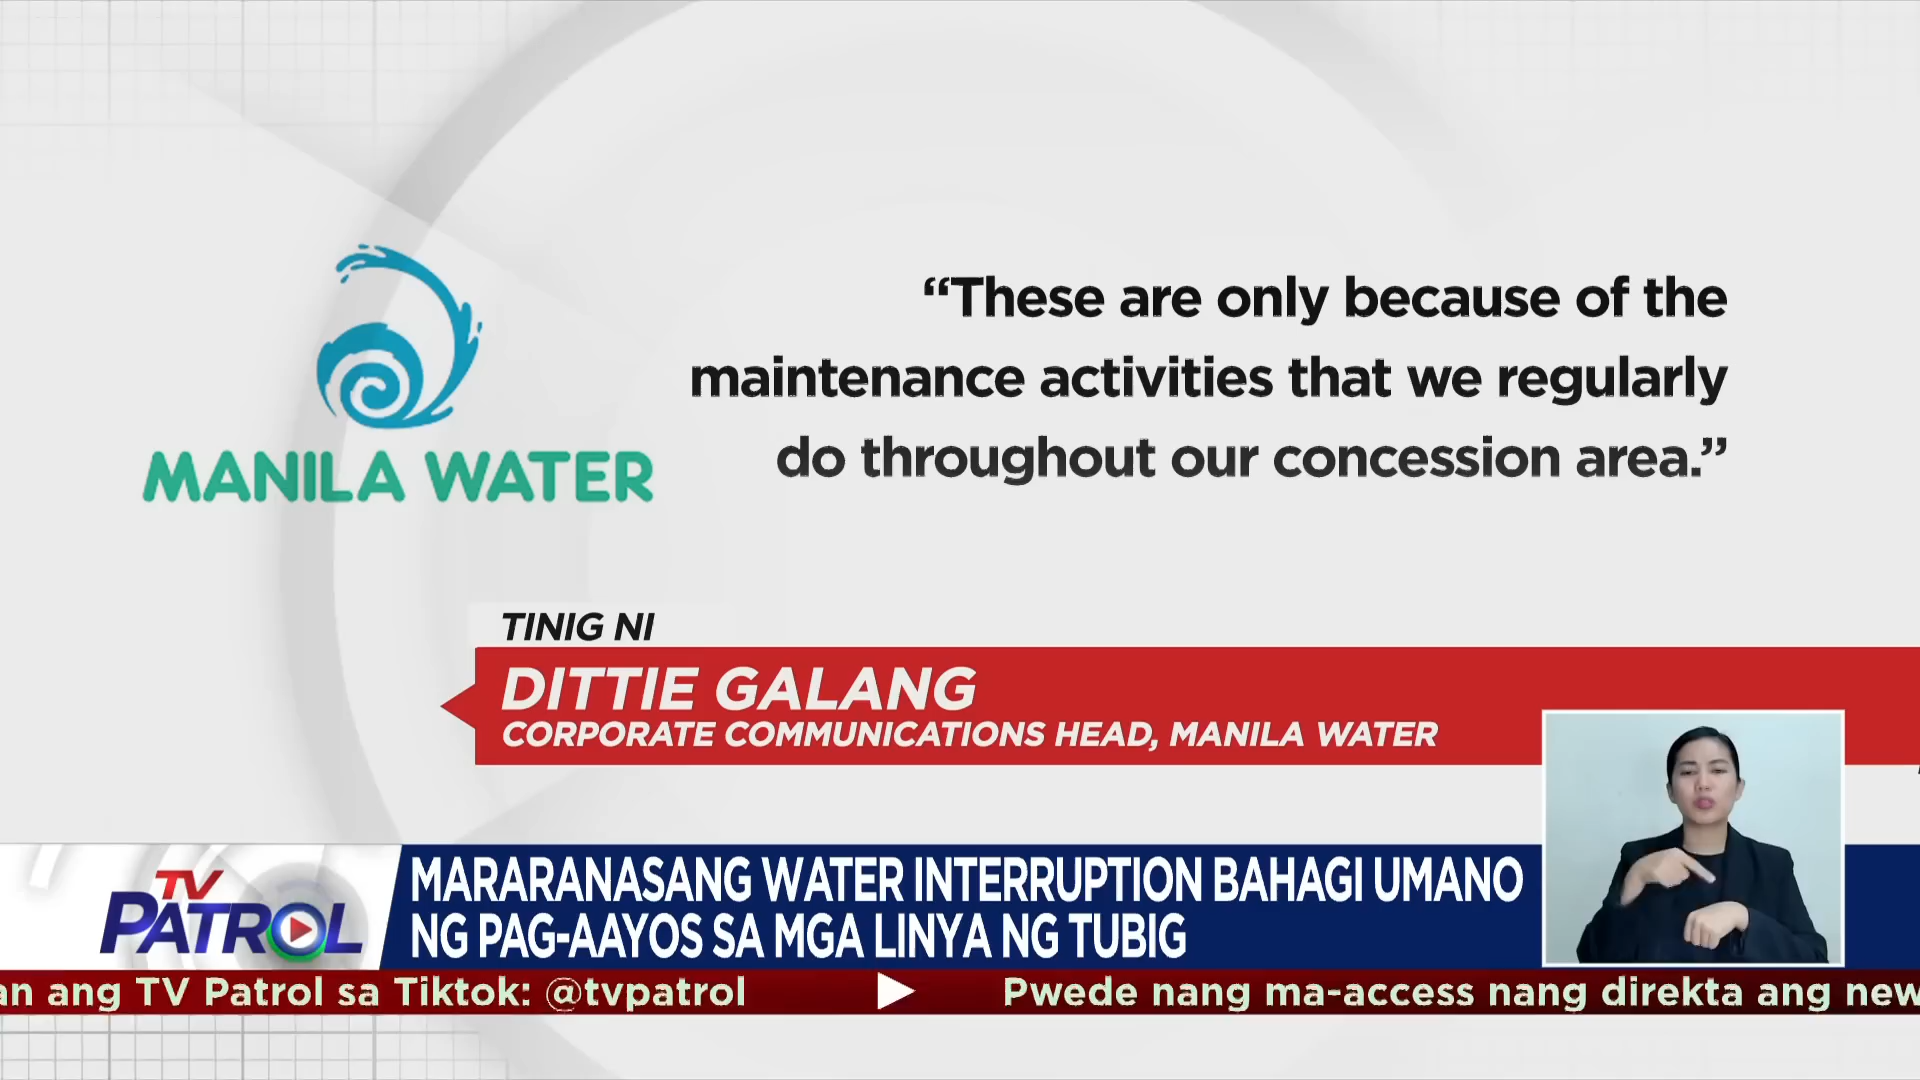 “These are only because of the
maintenance activities that we regularly
do throughout our concession area.”
MANILA WATER
TINIG NI
DITTIE GALANG
CORPORATE COMMUNICATIONS HEAD, MANILA WATER
TV PATROL
MARARANASANG WATER INTERRUPTION BAHAGI UMANO
NG PAG-AAYOS SA MGA LINYA NG TUBIG
an ang TV Patrol sa Tiktok: @tvpatrol
Pwede nang ma-access nang direkta ang new